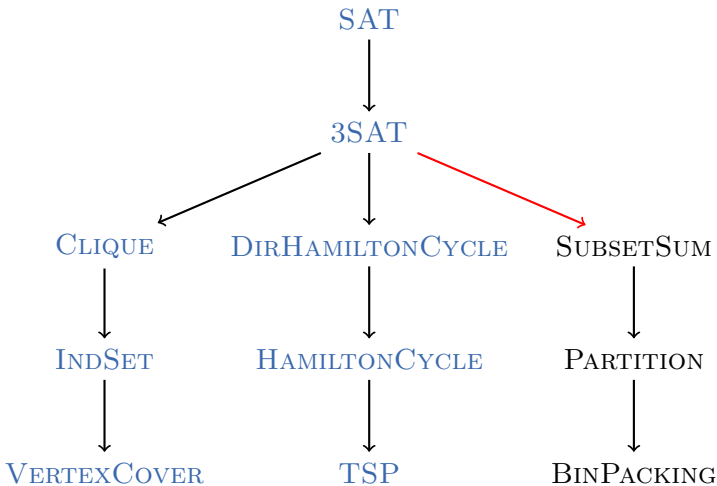 SAT
3SAT
CLIQUE DIRHAMILTONCYCLE SUBSETSUM
INDSET HAMILTONCYCLE PARTITION
VERTEXCOVER TSP BINPACKING